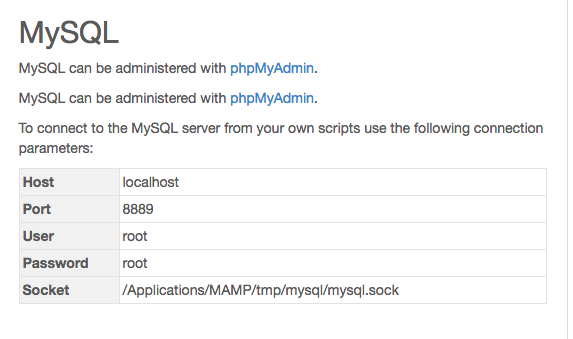 MySQL
MySQL can be administered with phpMyAdmin.
MySQL can be administered with phpMyAdmin.
To connect to the MySQL server from your own scripts use the following connection
parameters:
Host localhost
Port 8889
User root
Password root
Socket /Applications/MAMP/tmp/mysql/mysql.sock